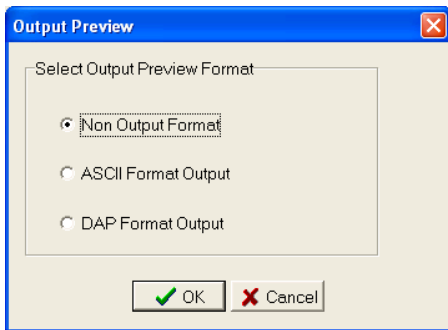 Output Preview
Select Output Preview Format
Non Output Format
ASCII Format Output
DAP Format Output
OK Cancel